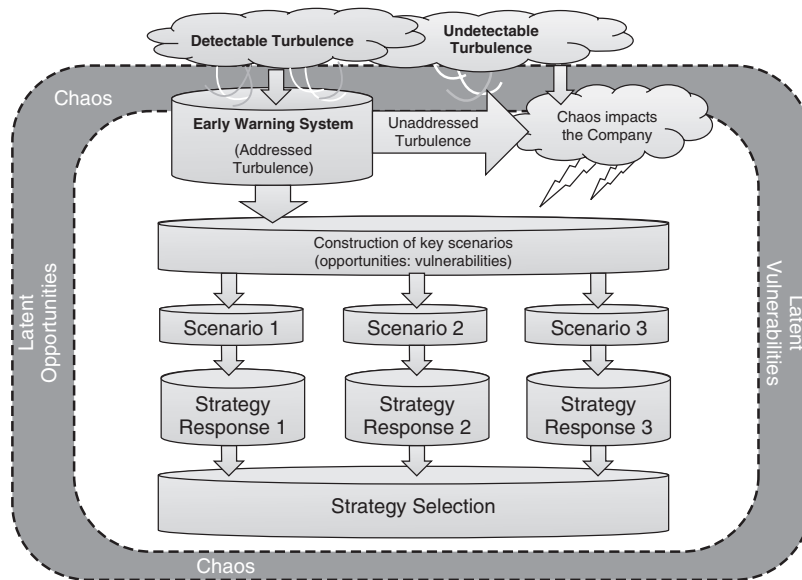 Detectable Turbulence
Undetectable
Turbulence
Chaos
Early Warning System
(Addressed
Turbulence)
Unaddressed
Turbulence
Chaos impacts
the Company
Construction of key scenarios
(opportunities: vulnerabilities)
Latent
Opportunities
Latent
Vulnerabilities
Scenario 1
Scenario 2
Scenario 3
Strategy
Response 1
Strategy
Response 2
Strategy
Response 3
Strategy Selection
Chaos